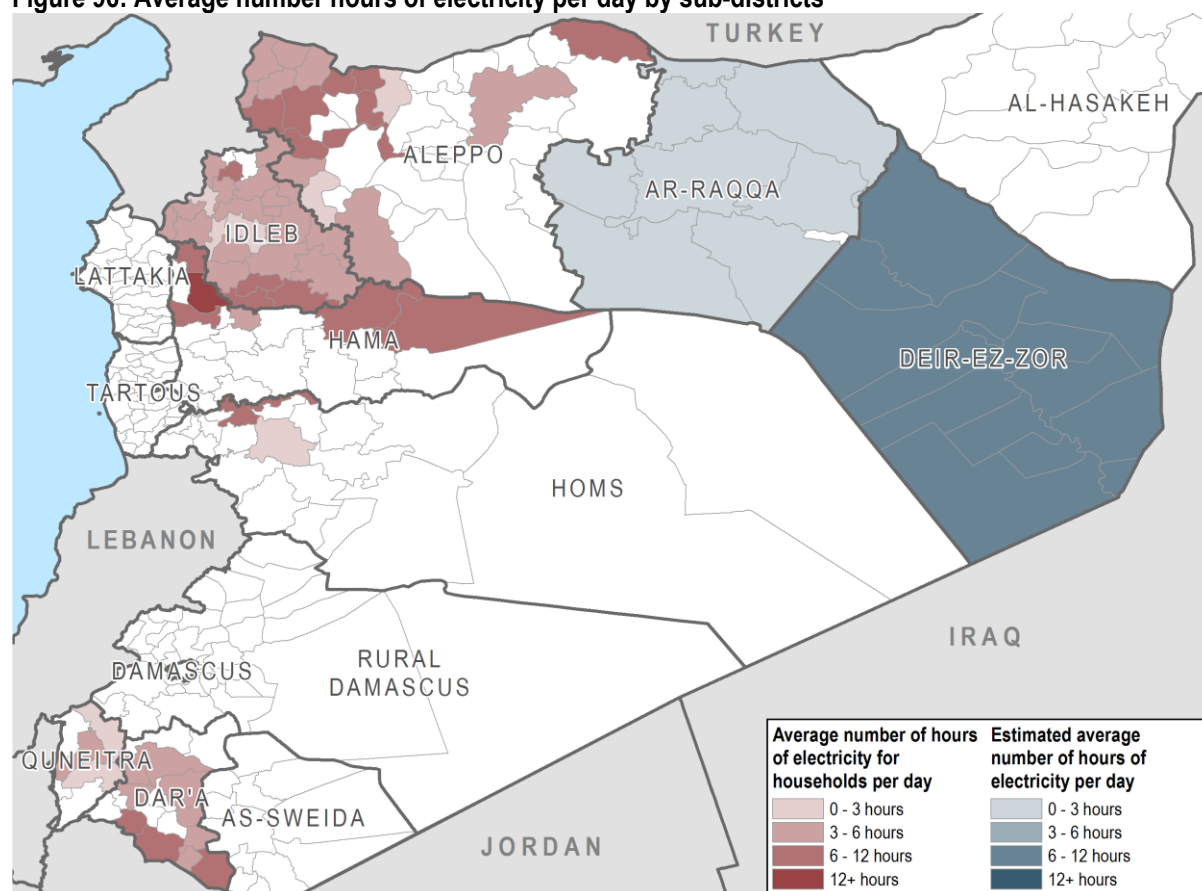 Figure 36: Average number hours of electricity per day by sub-districts
TURKEY
AL-HASAKEH
ALEPPO
AR-RAQQA
IDLEB
LATTAKIA
HAMA
DEIR-EZ-ZOR
TARTOUS
HOMS
LEBANON
IRAQ
DAMASCUS
RURAL
DAMASCUS
QUNEITRA
DAR'A
AS-SWEIDA
JORDAN
Average number of hours
of electricity for
households per day
0 - 3 hours
3 - 6 hours
6 - 12 hours
12+ hours
Estimated average
number of hours of
electricity per day
0 - 3 hours
3 - 6 hours
6 - 12 hours
12+ hours